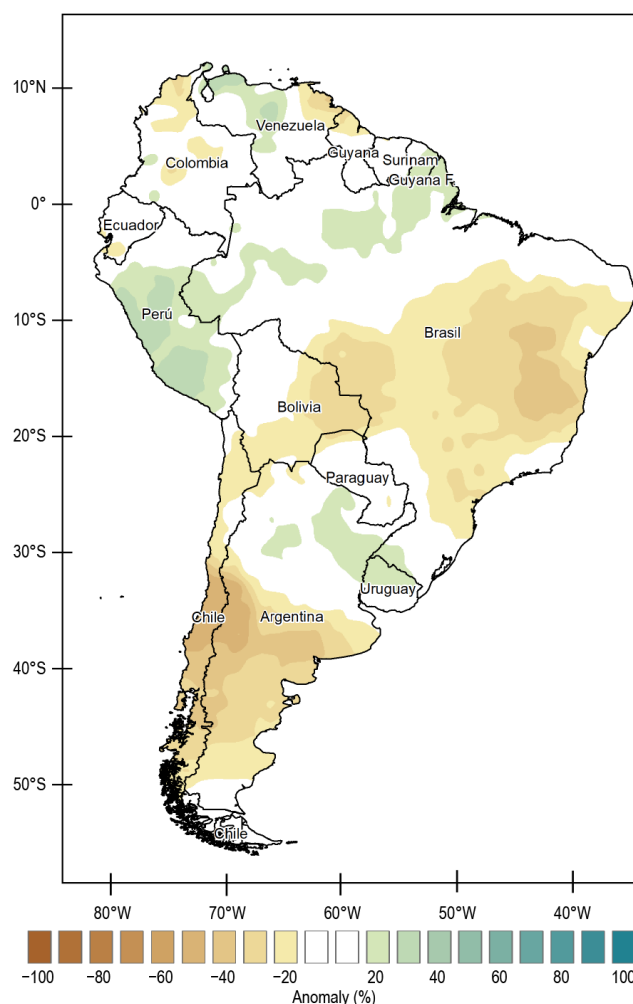 10°N
Venezuela
Guyana
Surinam
Colombia
Guyana F.
0°
Ecuador
Perú
10°S
Brasil
Bolivia
20°S
Paraguay
30°S
Uruguay
Chile
Argentina
40°S
50°S
Chile
80°W 70°W 60°W 50°W 40°W
−100 −80 −60 −40 −20 20 40 60 80 100
Anomaly (%)